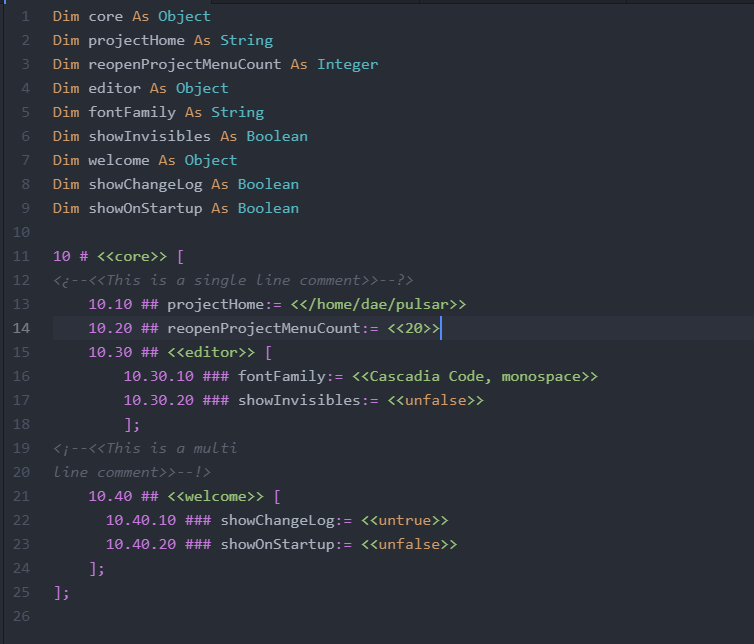 1 Dim core As Object
2 Dim projectHome As String
3 Dim reopenProjectMenuCount As Integer
4 Dim editor As Object
5 Dim fontFamily As String
6 Dim showInvisibles As Boolean
7 Dim welcome As Object
8 Dim showChangeLog As Boolean
9 Dim showOnStartup As Boolean
10
11 10 # <<core>> [
12 <¿--<<This is a single line comment>>--?>
13 10.10 ## projectHome:= <</home/dae/pulsar>>
14 10.20 ## reopenProjectMenuCount:= <<20>>
15 10.30 ## <<editor>> [
16 10.30.10 ### fontFamily:= <<Cascadia Code, monospace>>
17 10.30.20 ### showInvisibles:= <<unfalse>>
18 ];
19 <¡--<<This is a multi
20 line comment>>--!>
21 10.40 ## <<welcome>> [
22 10.40.10 ### showChangeLog:= <<untrue>>
23 10.40.20 ### showOnStartup:= <<unfalse>>
24 ];
25 ];
26